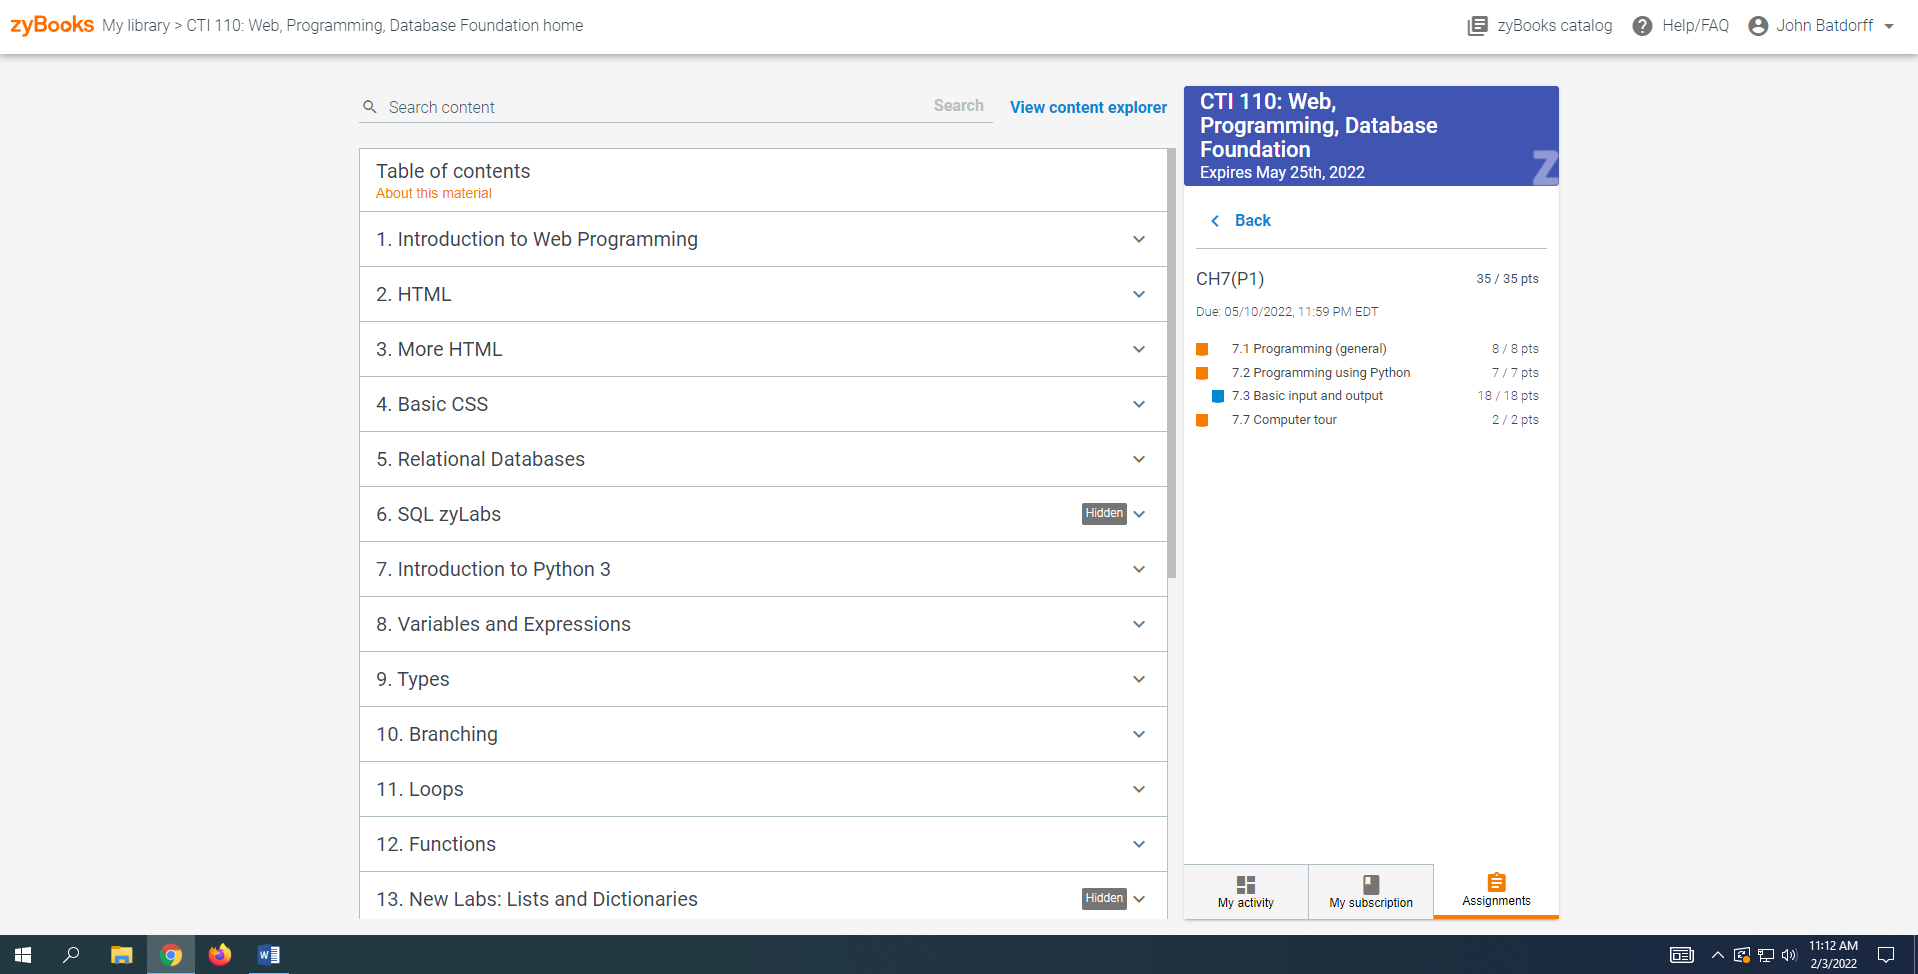 zyBooks My library > CTI 110: Web, Programming, Database Foundation home
zyBooks catalog
Help/FAQ
John Batdorff
Search content
Search
View content explorer
Table of contents
About this material
1. Introduction to Web Programming
2. HTML
3. More HTML
4. Basic CSS
5. Relational Databases
6. SQL zyLabs
Hidden
7. Introduction to Python 3
8. Variables and Expressions
9. Types
10. Branching
11. Loops
12. Functions
13. New Labs: Lists and Dictionaries
Hidden
CTI 110: Web,
Programming, Database
Foundation
Expires May 25th, 2022
Z
Back
CH7(P1) 35 / 35 pts
Due: 05/10/2022, 11:59 PM EDT
7.1 Programming (general) 8 / 8 pts
7.2 Programming using Python 7 / 7 pts
7.3 Basic input and output 18 / 18 pts
7.7 Computer tour 2 / 2 pts
My activity
My subscription
Assignments
W
11:12 AM
2/3/2022